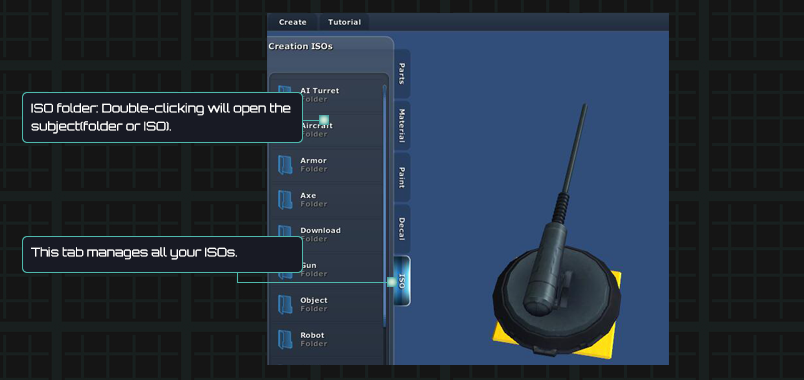 Create Tutorial
Creation ISOs
AI Turret
Folder
ISO folder: Double-clicking will open the
subject(folder or ISO).
Aircraft
Folder
Armor
Folder
Axe
Folder
Download
Folder
This tab manages all your ISOs.
Gun
Folder
Object
Folder
Robot
Folder
Parts
Material
Paint
Decal
ISO